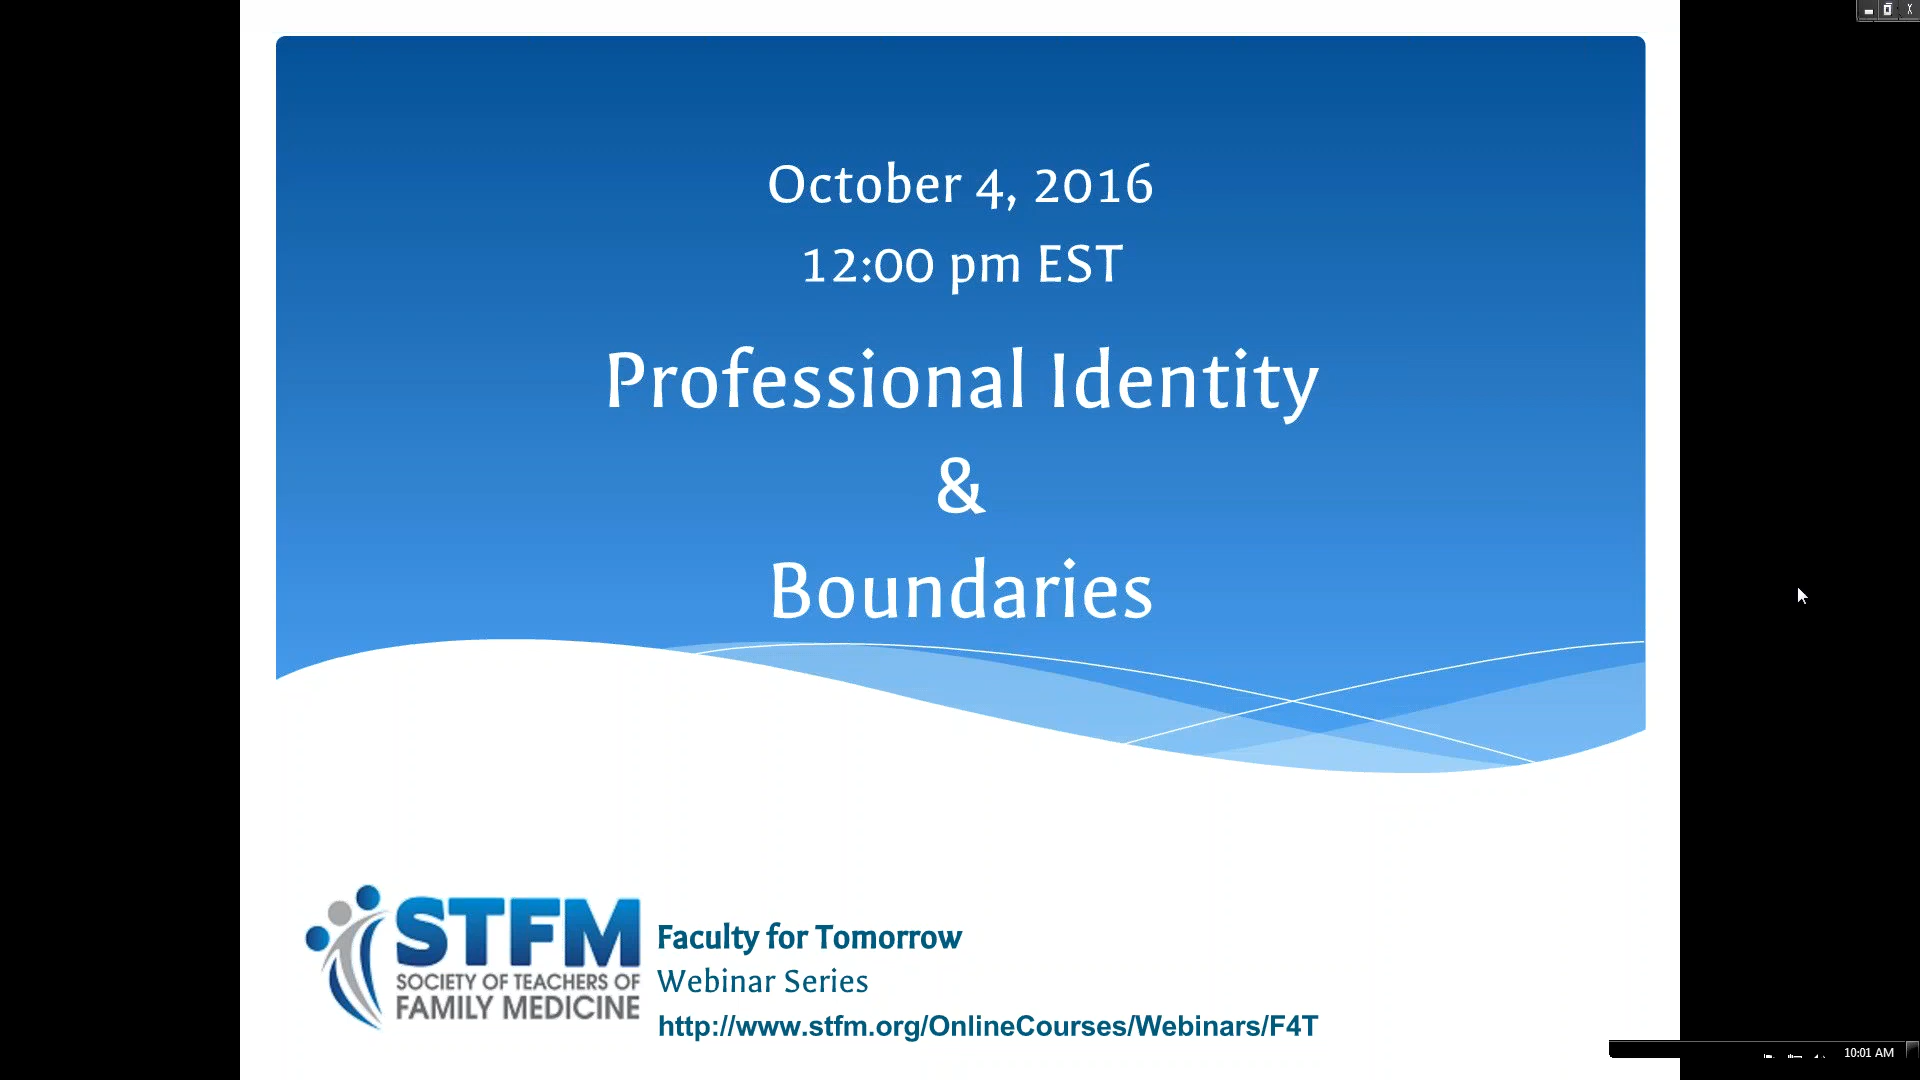 October 4, 2016
12:00 pm EST
Professional Identity
&
Boundaries
STFM
SOCIETY OF TEACHERS OF
FAMILY MEDICINE
Faculty for Tomorrow
Webinar Series
http://www.stfm.org/OnlineCourses/Webinars/F4T
10:01 AM